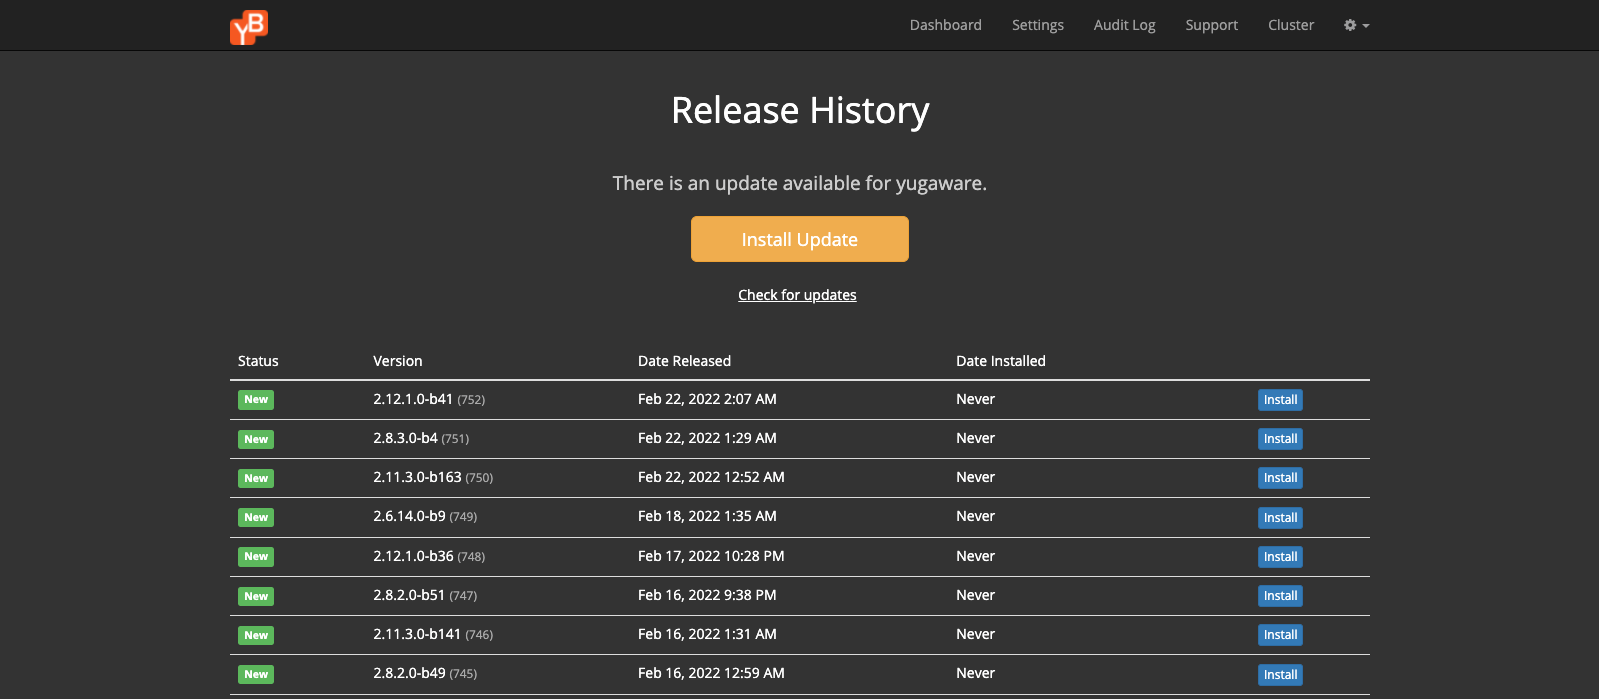 YB Dashboard Settings Audit Log Support Cluster
Release History
There is an update available for yugaware.
Install Update
Check for updates
Status Version Date Released Date Installed
New 2.12.1.0-b41 (752) Feb 22, 2022 2:07 AM Never Install
New 2.8.3.0-b4 (751) Feb 22, 2022 1:29 AM Never Install
New 2.11.3.0-b163 (750) Feb 22, 2022 12:52 AM Never Install
New 2.6.14.0-b9 (749) Feb 18, 2022 1:35 AM Never Install
New 2.12.1.0-b36 (748) Feb 17, 2022 10:28 PM Never Install
New 2.8.2.0-b51 (747) Feb 16, 2022 9:38 PM Never Install
New 2.11.3.0-b141 (746) Feb 16, 2022 1:31 AM Never Install
New 2.8.2.0-b49 (745) Feb 16, 2022 12:59 AM Never Install